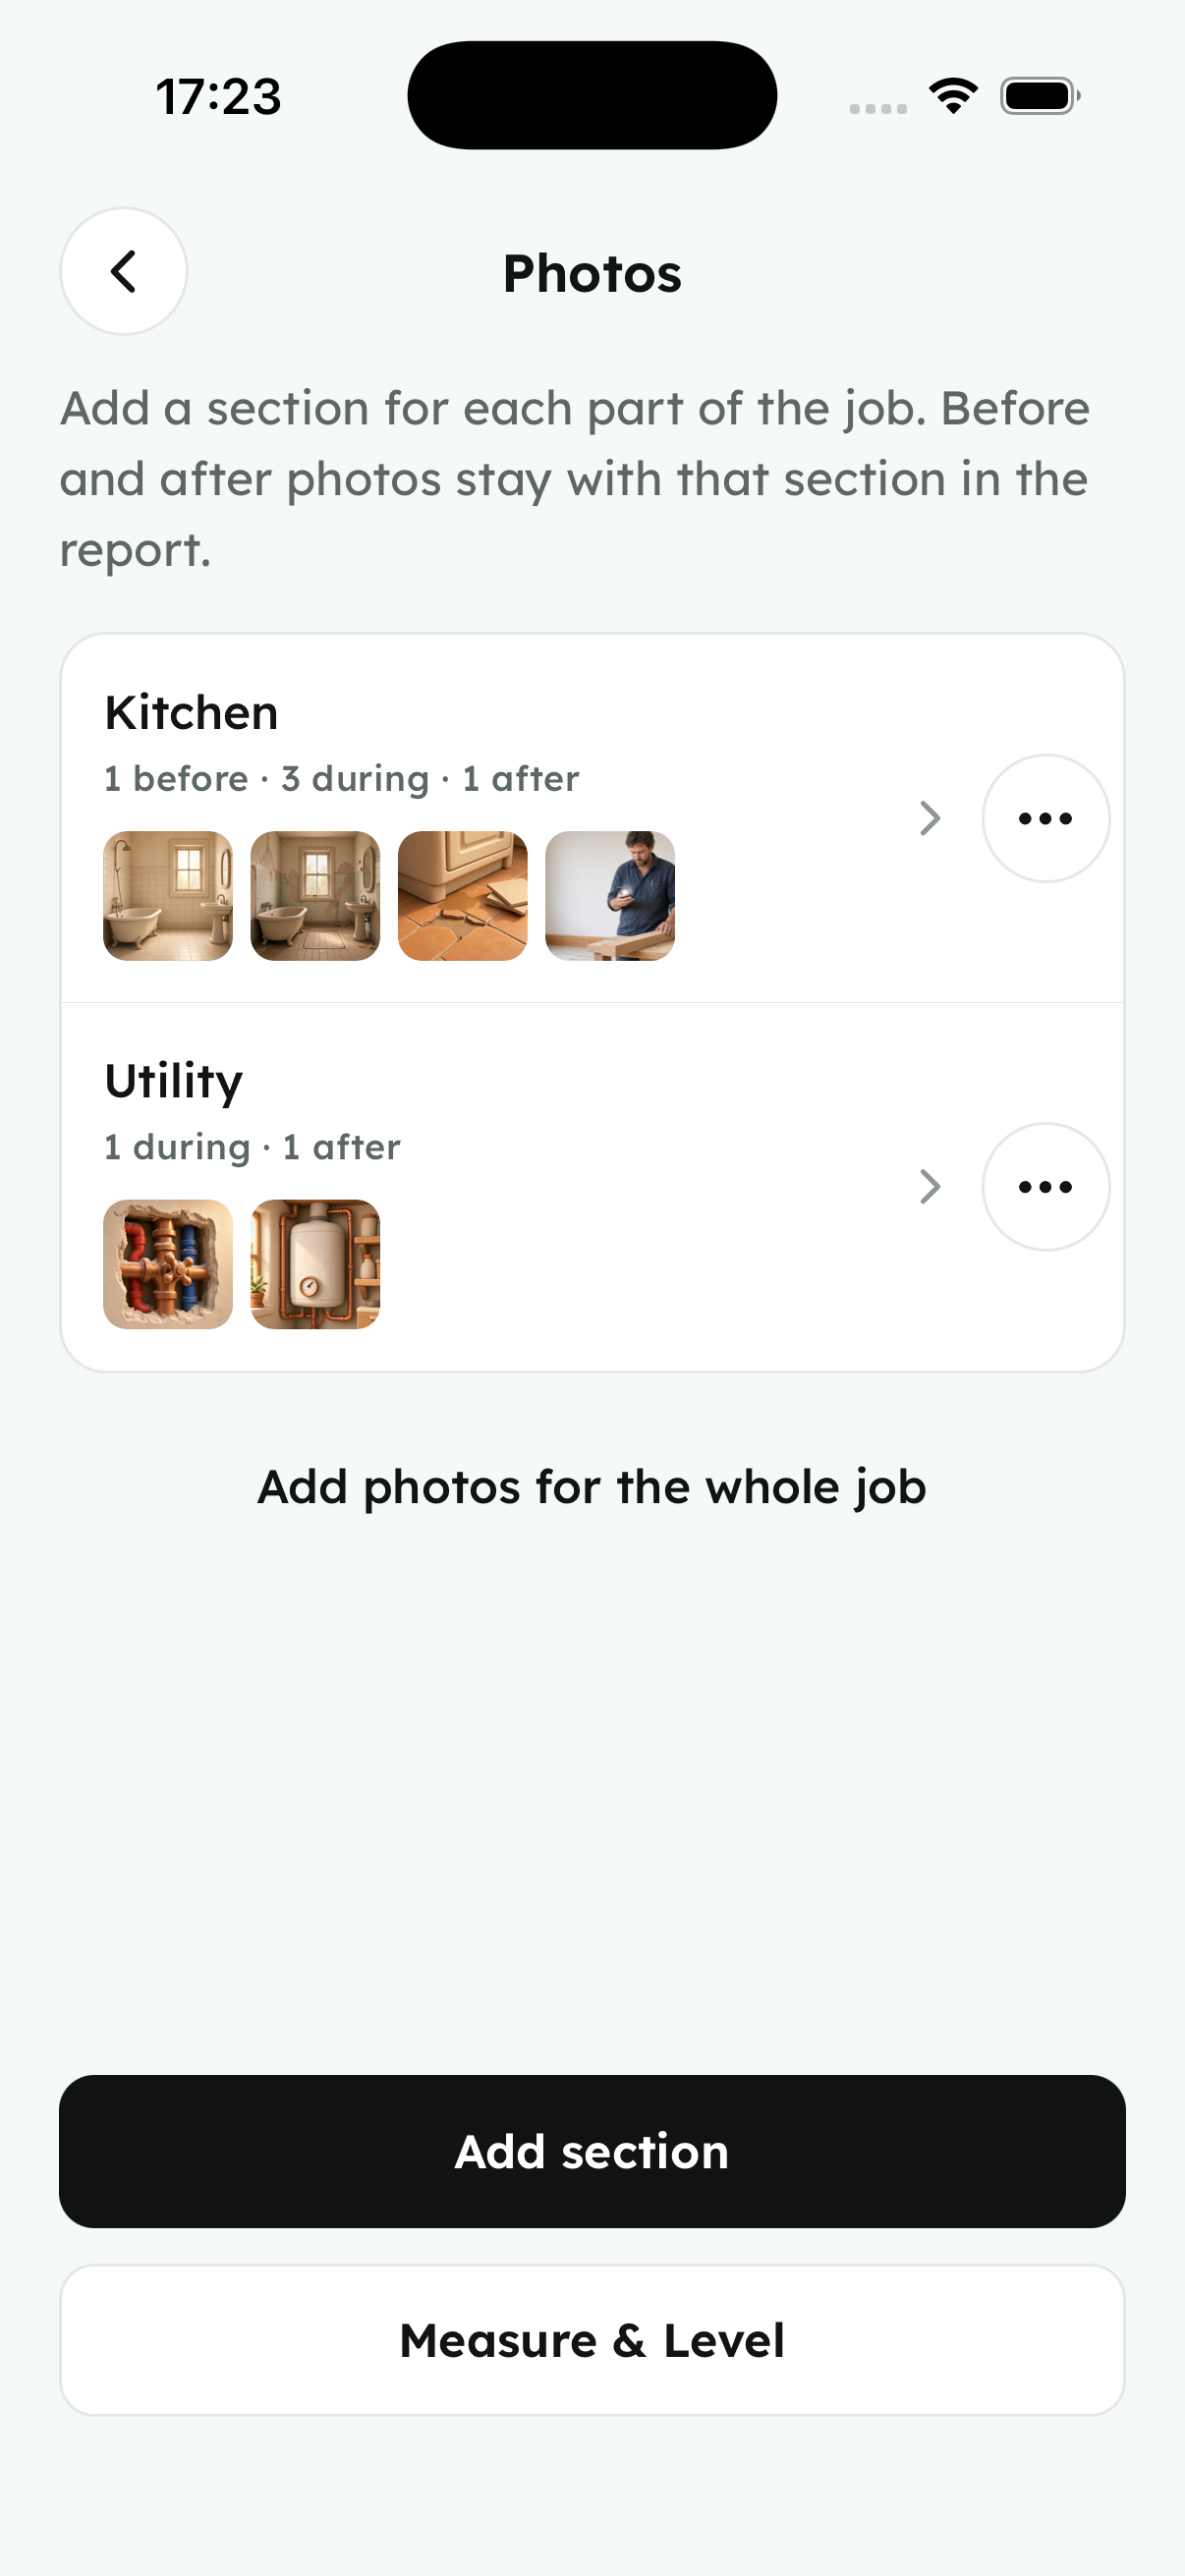 17:23
Photos
Add a section for each part of the job. Before
and after photos stay with that section in the
report.
Kitchen
1 before · 3 during · 1 after
Utility
1 during · 1 after
Add photos for the whole job
Add section
Measure & Level